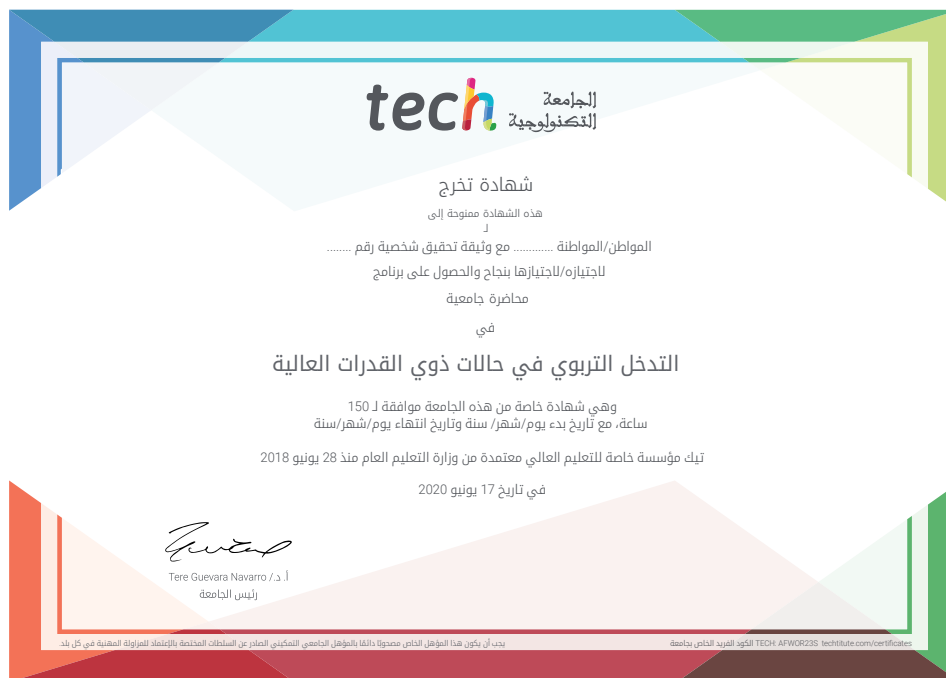 tech الجامعة
التكنولوجية
شهادة تخرج
هذه الشهادة ممنوحة إلى
لـ
المواطن/المواطنة ............ مع وثيقة تحقيق شخصية رقم ........
لاجتيازه/لاجتيازها بنجاح والحصول على برنامج
محاضرة جامعية
في
التدخل التربوي في حالات ذوي القدرات العالية
وهي شهادة خاصة من هذه الجامعة موافقة لـ 150
ساعة، مع تاريخ بدء يوم/شهر/ سنة وتاريخ انتهاء يوم/شهر/سنة
تيك مؤسسة خاصة للتعليم العالي معتمدة من وزارة التعليم العام منذ 28 يونيو 2018
في تاريخ 17 يونيو 2020
أ. د./ Tere Guevara Navarro
رئيس الجامعة
الكود الفريد الخاص بجامعة TECH: AFWOR23S techtitute.com/certificates
يجب أن يكون هذا المؤهل الخاص مصحوبًا دائمًا بالمؤهل الجامعي التمكيني الصادر عن السلطات المختصة بالإعتماد للمزاولة المهنية في كل بلد.